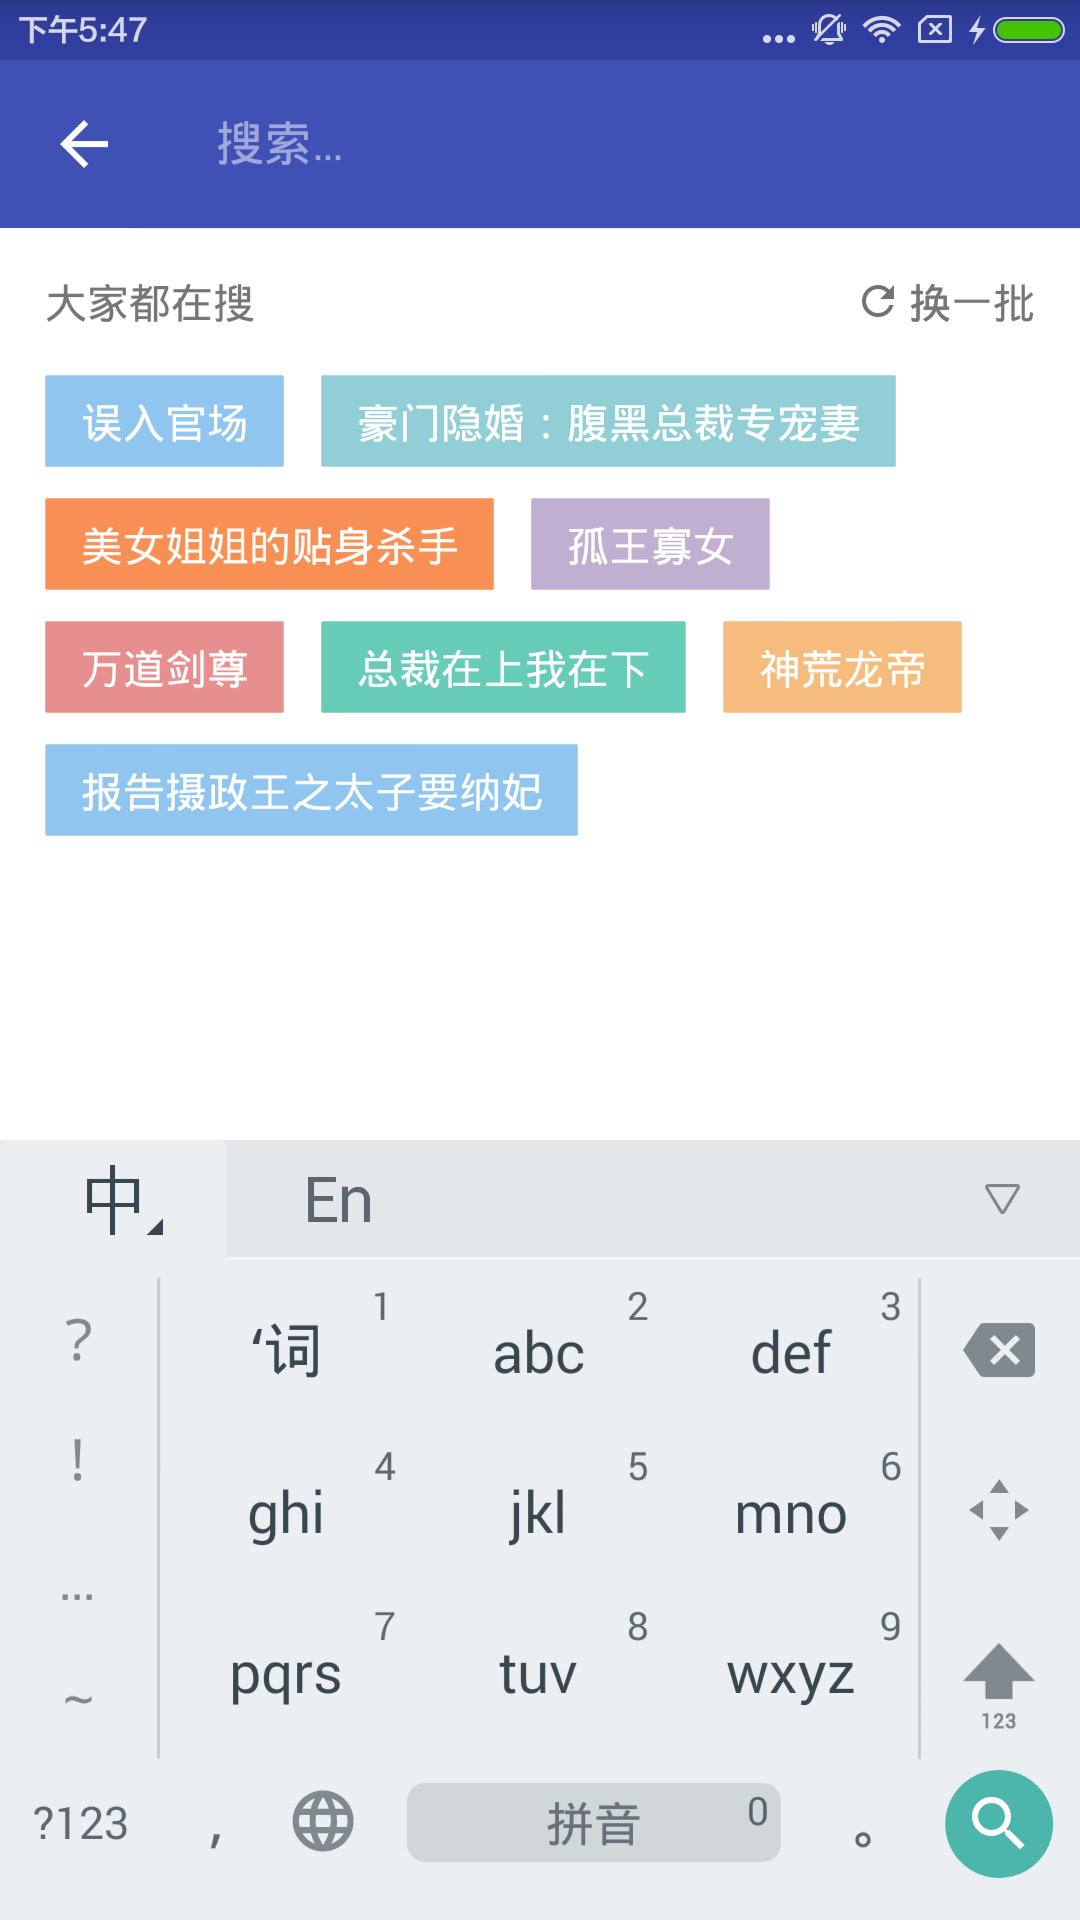 下午5:47
搜索...
大家都在搜 换一批
误入官场 豪门隐婚：腹黑总裁专宠妻
美女姐姐的贴身杀手 孤王寡女
万道剑尊 总裁在上我在下 神荒龙帝
报告摄政王之太子要纳妃
中 En
? ‘词 1 abc 2 def 3
! ghi 4 jkl 5 mno 6
... pqrs 7 tuv 8 wxyz 9
~ 123
?123 , 拼音 0 。